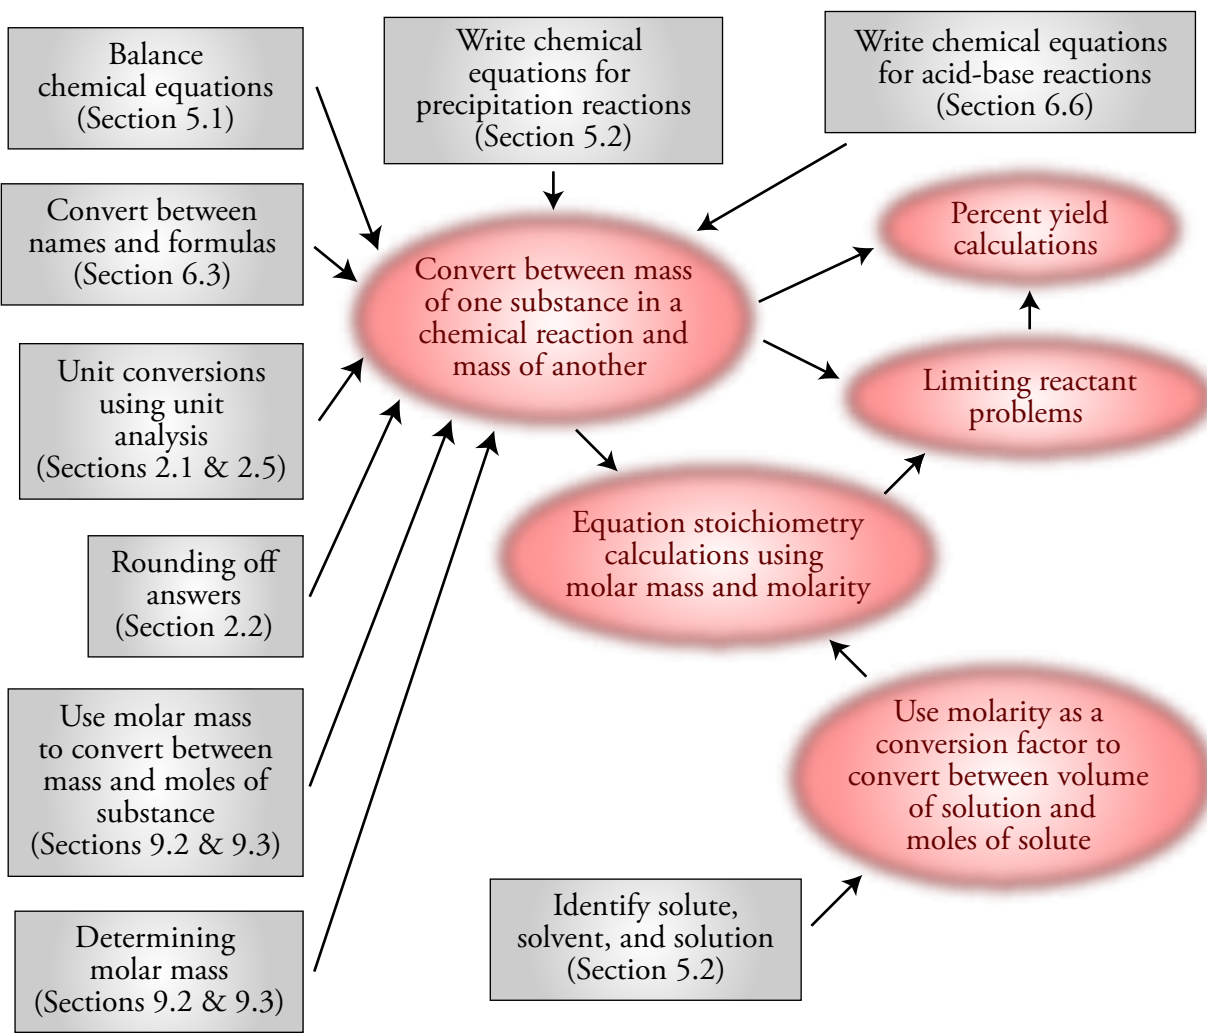 Balance
chemical equations
(Section 5.1)
Write chemical
equations for
precipitation reactions
(Section 5.2)
Write chemical equations
for acid-base reactions
(Section 6.6)
Convert between
names and formulas
(Section 6.3)
Convert between mass
of one substance in a
chemical reaction and
mass of another
Percent yield
calculations
Unit conversions
using unit
analysis
(Sections 2.1 & 2.5)
Limiting reactant
problems
Rounding off
answers
(Section 2.2)
Equation stoichiometry
calculations using
molar mass and molarity
Use molar mass
to convert between
mass and moles of
substance
(Sections 9.2 & 9.3)
Use molarity as a
conversion factor to
convert between volume
of solution and
moles of solute
Determining
molar mass
(Sections 9.2 & 9.3)
Identify solute,
solvent, and solution
(Section 5.2)